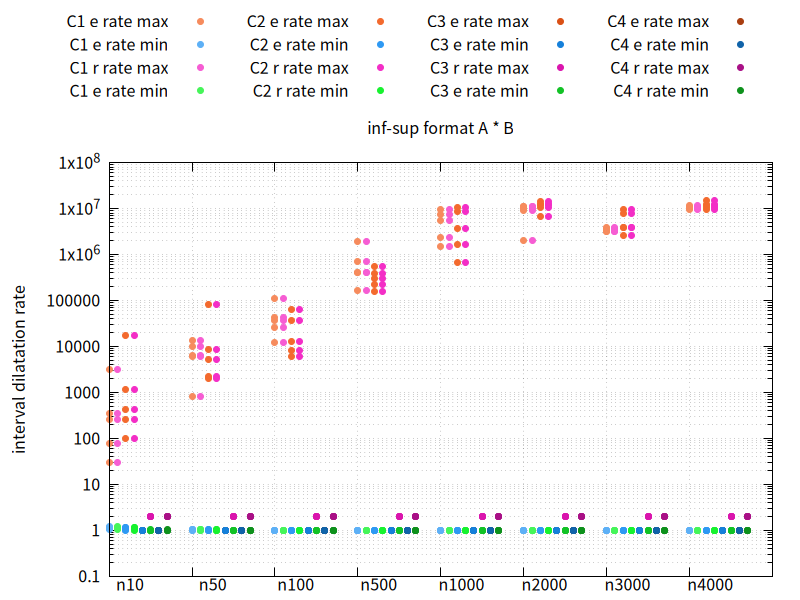 C1 e rate max C2 e rate max C3 e rate max C4 e rate max
C1 e rate min C2 e rate min C3 e rate min C4 e rate min
C1 r rate max C2 r rate max C3 r rate max C4 r rate max
C1 e rate min C2 r rate min C3 r rate min C4 r rate min
inf-sup format A * B
interval dilatation rate
1x10^8
1x10^7
1x10^6
100000
10000
1000
100
10
1
0.1
n10 n50 n100 n500 n1000 n2000 n3000 n4000